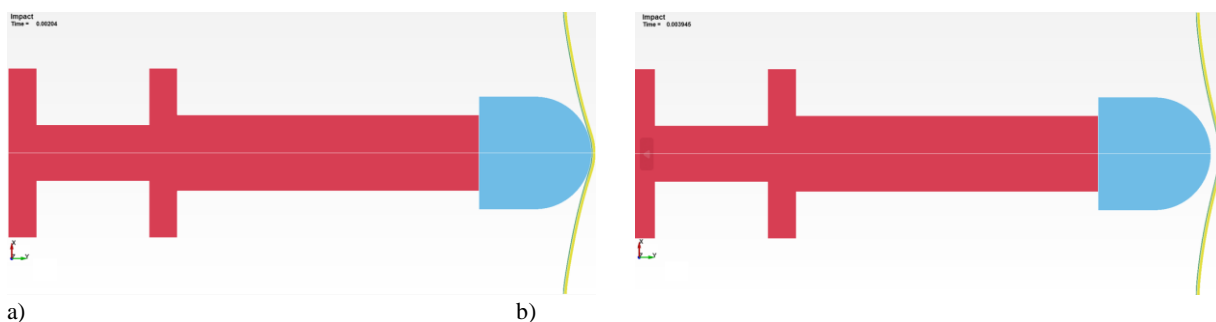 Impact
Time = 0.00204
X
Z
Y
Impact
Time = 0.003945
X
Z
Y
a)
b)